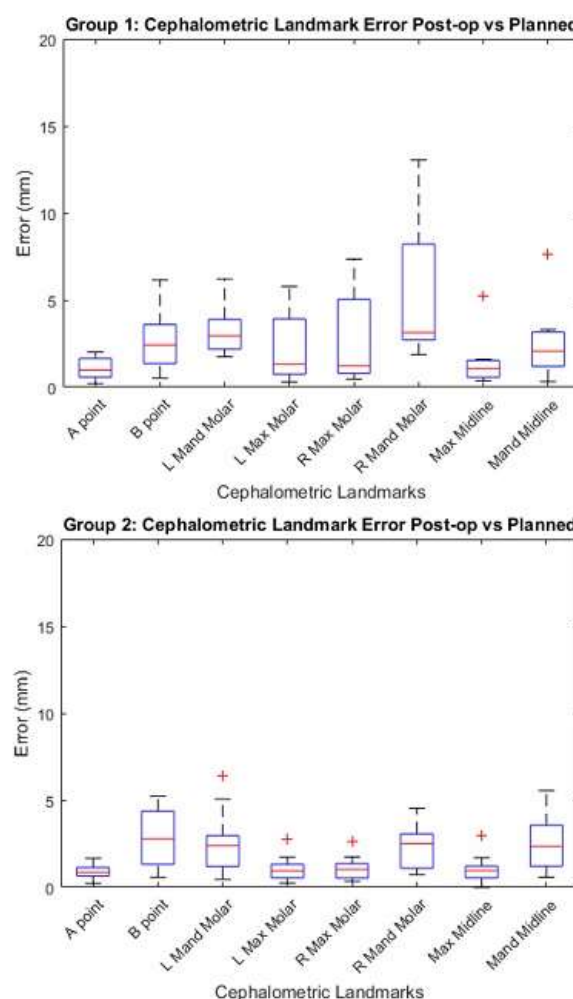 Group 1: Cephalometric Landmark Error Post-op vs Planned
20
15
10
5
0
Error (mm)
A point
B point
L Mand Molar
L Max Molar
R Max Molar
R Mand Molar
Max Midline
Mand Midline
Cephalometric Landmarks
Group 2: Cephalometric Landmark Error Post-op vs Planned
20
15
10
5
0
Error (mm)
A point
B point
L Mand Molar
L Max Molar
R Max Molar
R Mand Molar
Max Midline
Mand Midline
Cephalometric Landmarks